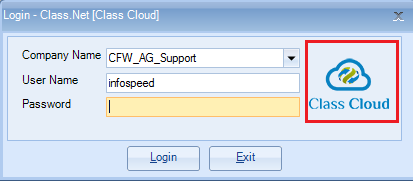 Login - Class.Net [Class Cloud]
Company Name CFW_AG_Support
User Name infospeed
Password
Class Cloud
Login Exit